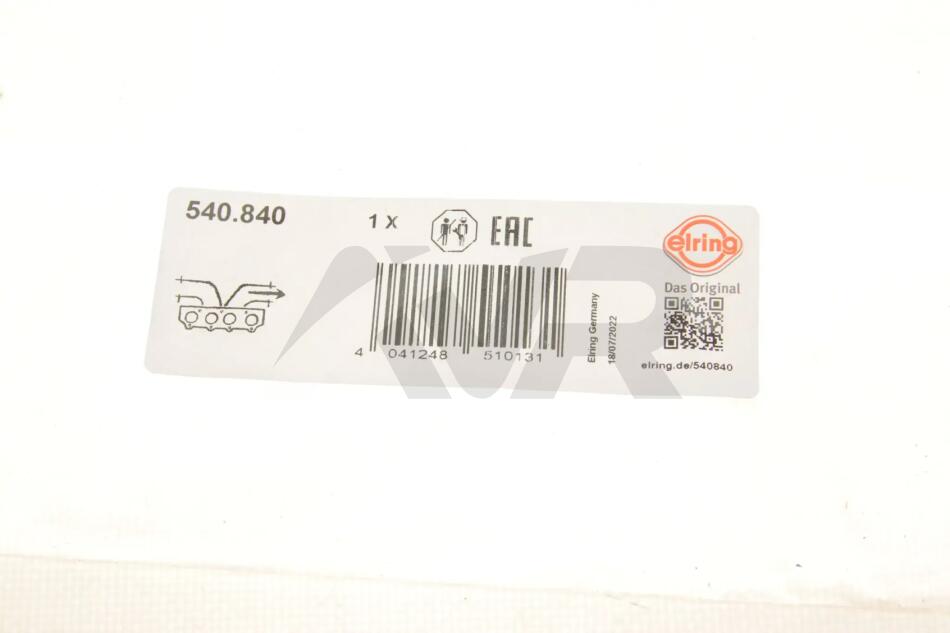 540.840
1 X
EAC
elring
Das Original
4 041248 510131
Elring Germany
18/07/2022
elring.de/540840